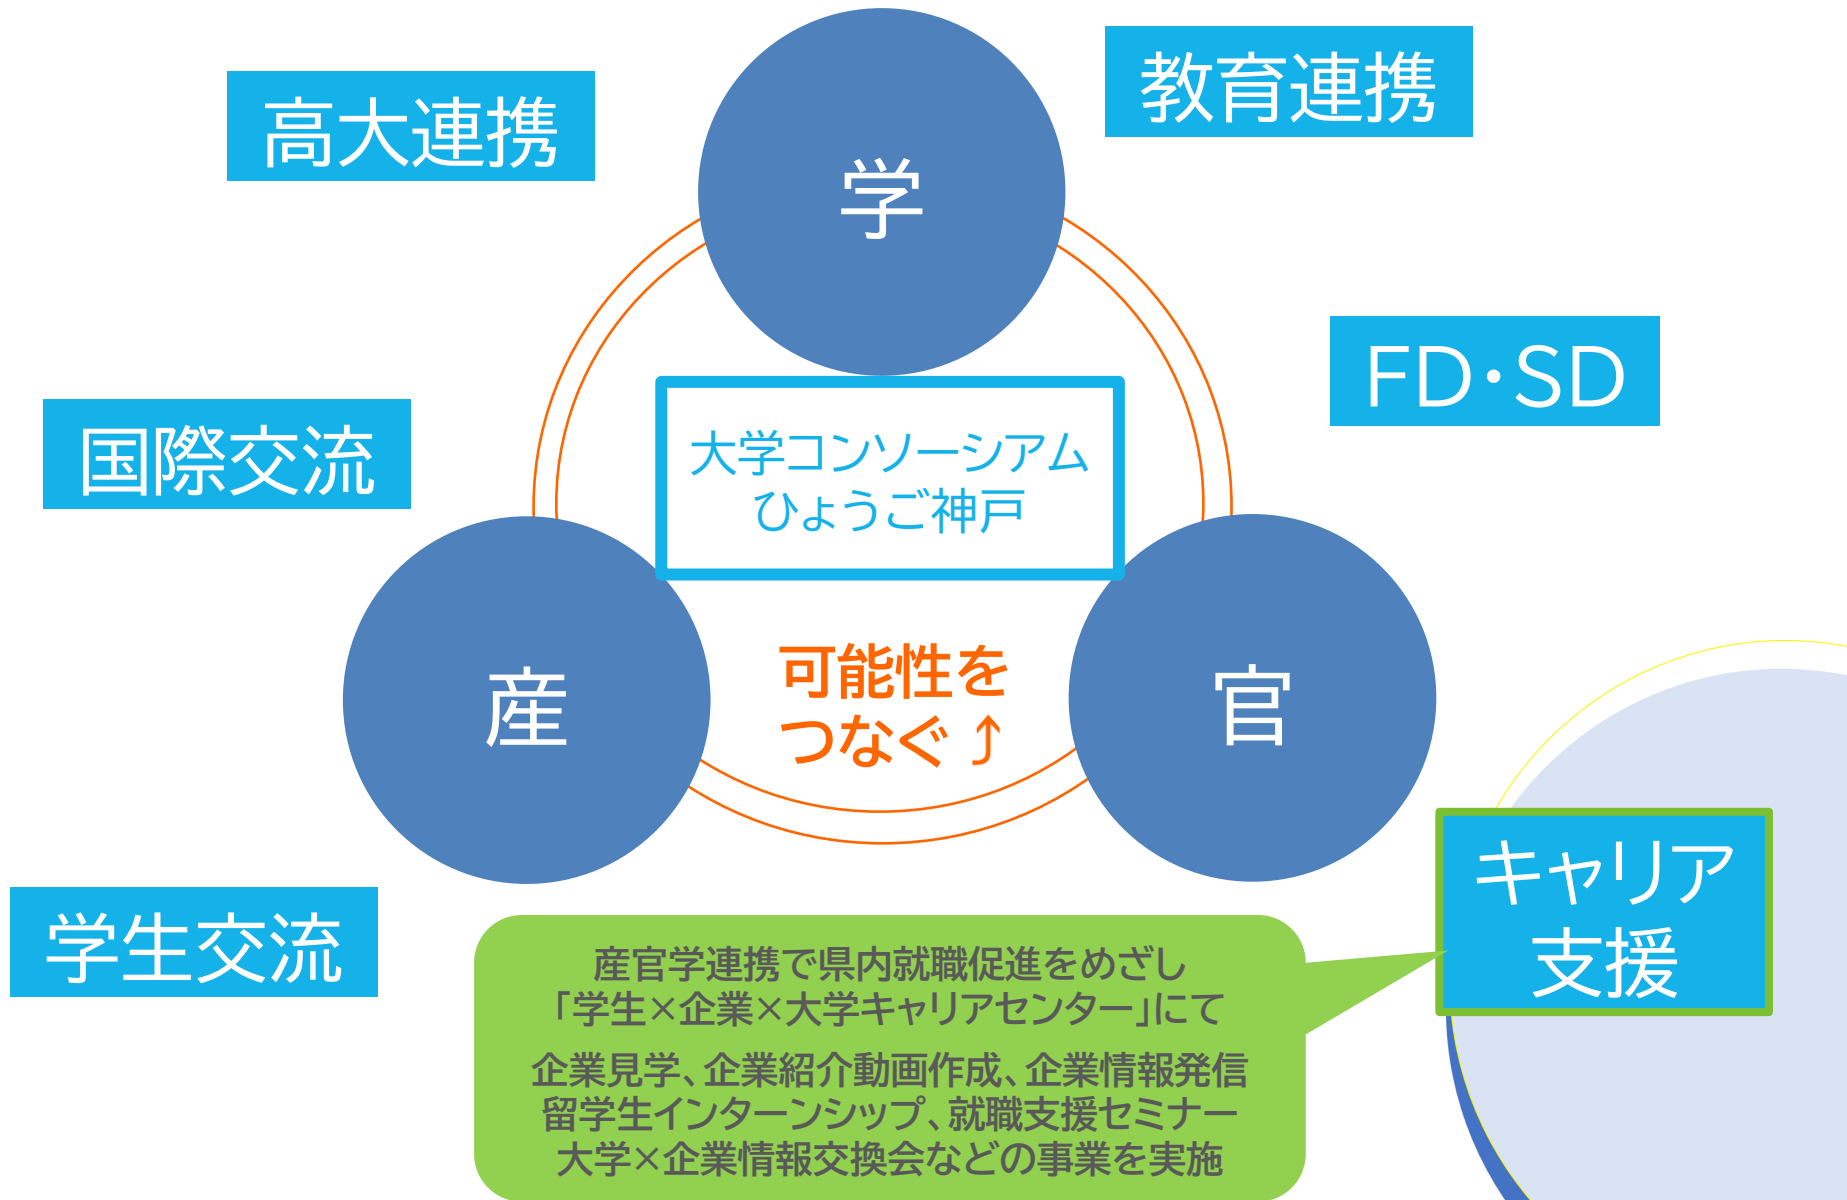 教育連携
高大連携
学
FD・SD
国際交流
大学コンソーシアム
ひょうご神戸
産
可能性を
つなぐ⤴
官
キャリア
支援
学生交流
産官学連携で県内就職促進をめざし
「学生×企業×大学キャリアセンター」にて
企業見学、企業紹介動画作成、企業情報発信
留学生インターンシップ、就職支援セミナー
大学×企業情報交換会などの事業を実施